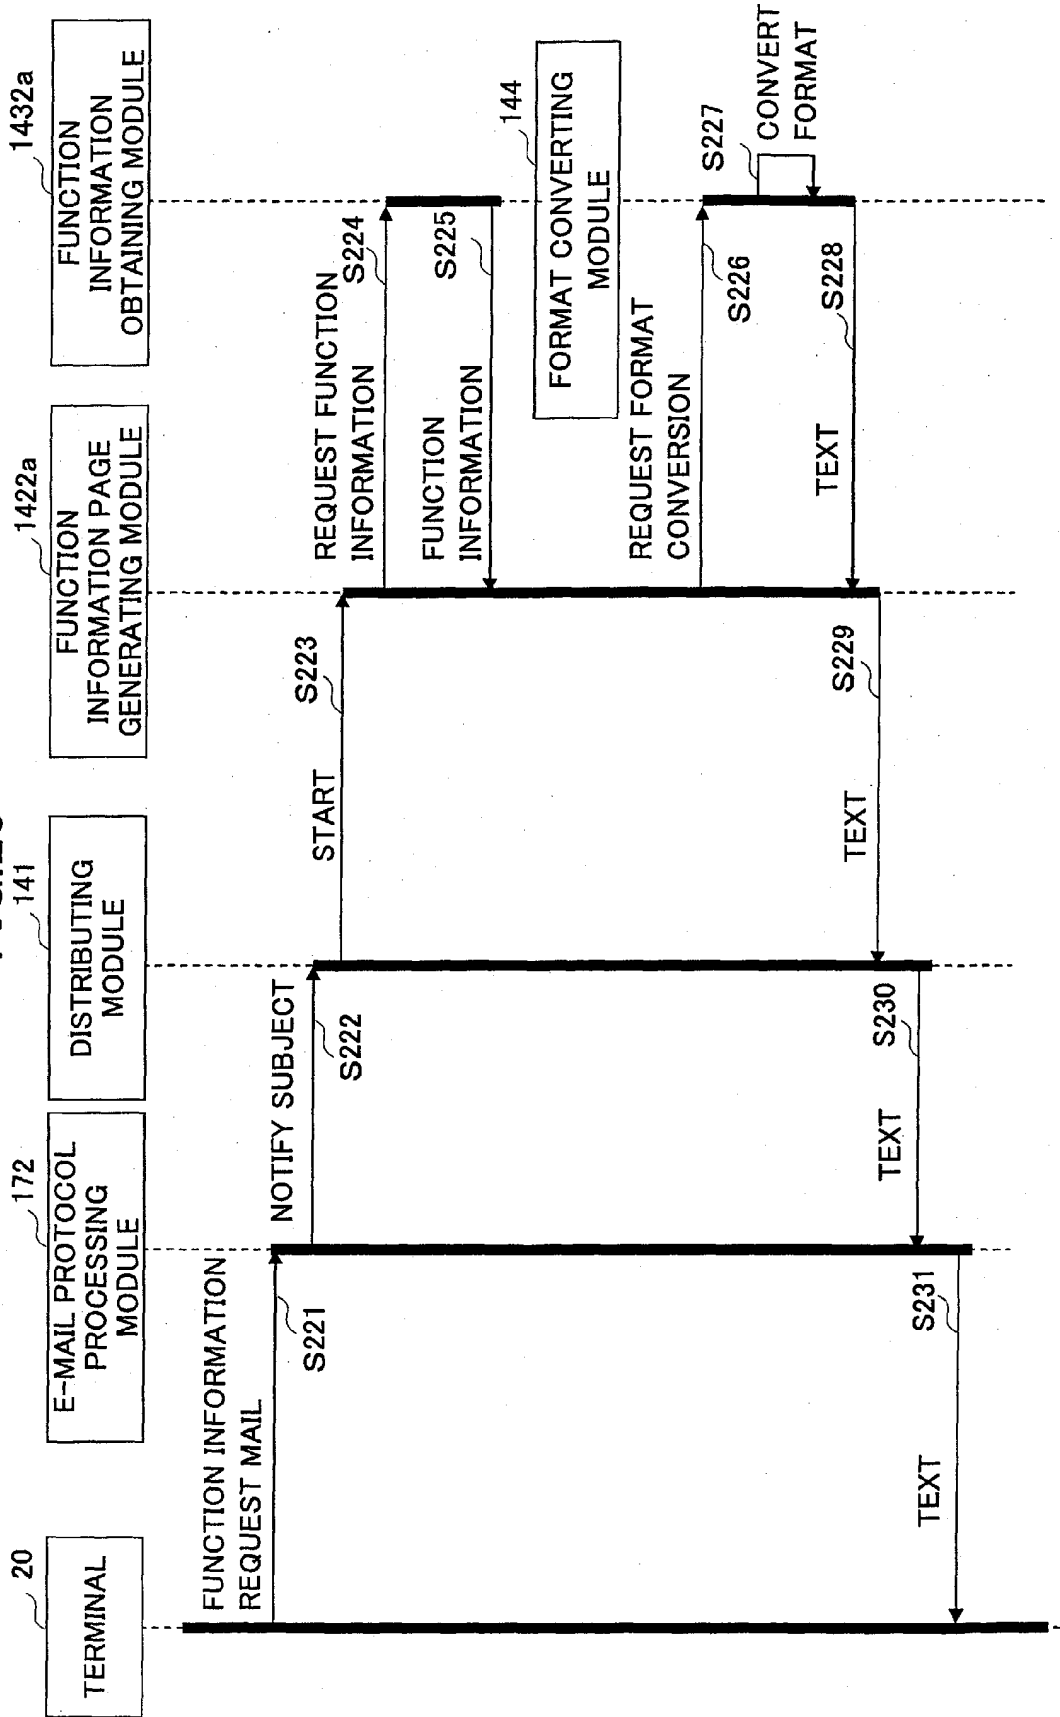 20
TERMINAL
172
E-MAIL PROTOCOL
PROCESSING
MODULE
141
DISTRIBUTING
MODULE
1422a
FUNCTION
INFORMATION PAGE
GENERATING MODULE
1432a
FUNCTION
INFORMATION
OBTAINING MODULE
FUNCTION INFORMATION
REQUEST MAIL
S221
NOTIFY SUBJECT
S222
START
S223
REQUEST FUNCTION
INFORMATION
S224
FUNCTION
INFORMATION
S225
144
FORMAT CONVERTING
MODULE
REQUEST FORMAT
CONVERSION
S226
S227
CONVERT
FORMAT
TEXT
S228
TEXT
S229
TEXT
S230
TEXT
S231